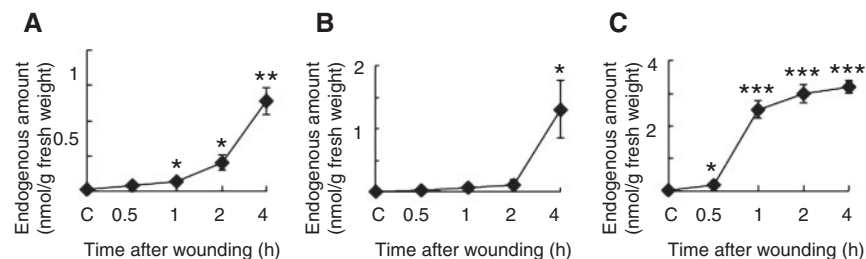 A
Endogenous amount
(nmol/g fresh weight)
1
0.5
*
*
**
C 0.5 1 2 4
Time after wounding (h)
B
Endogenous amount
(nmol/g fresh weight)
2
1
*
C 0.5 1 2 4
Time after wounding (h)
C
Endogenous amount
(nmol/g fresh weight)
4
2
0
*
***
***
***
C 0.5 1 2 4
Time after wounding (h)